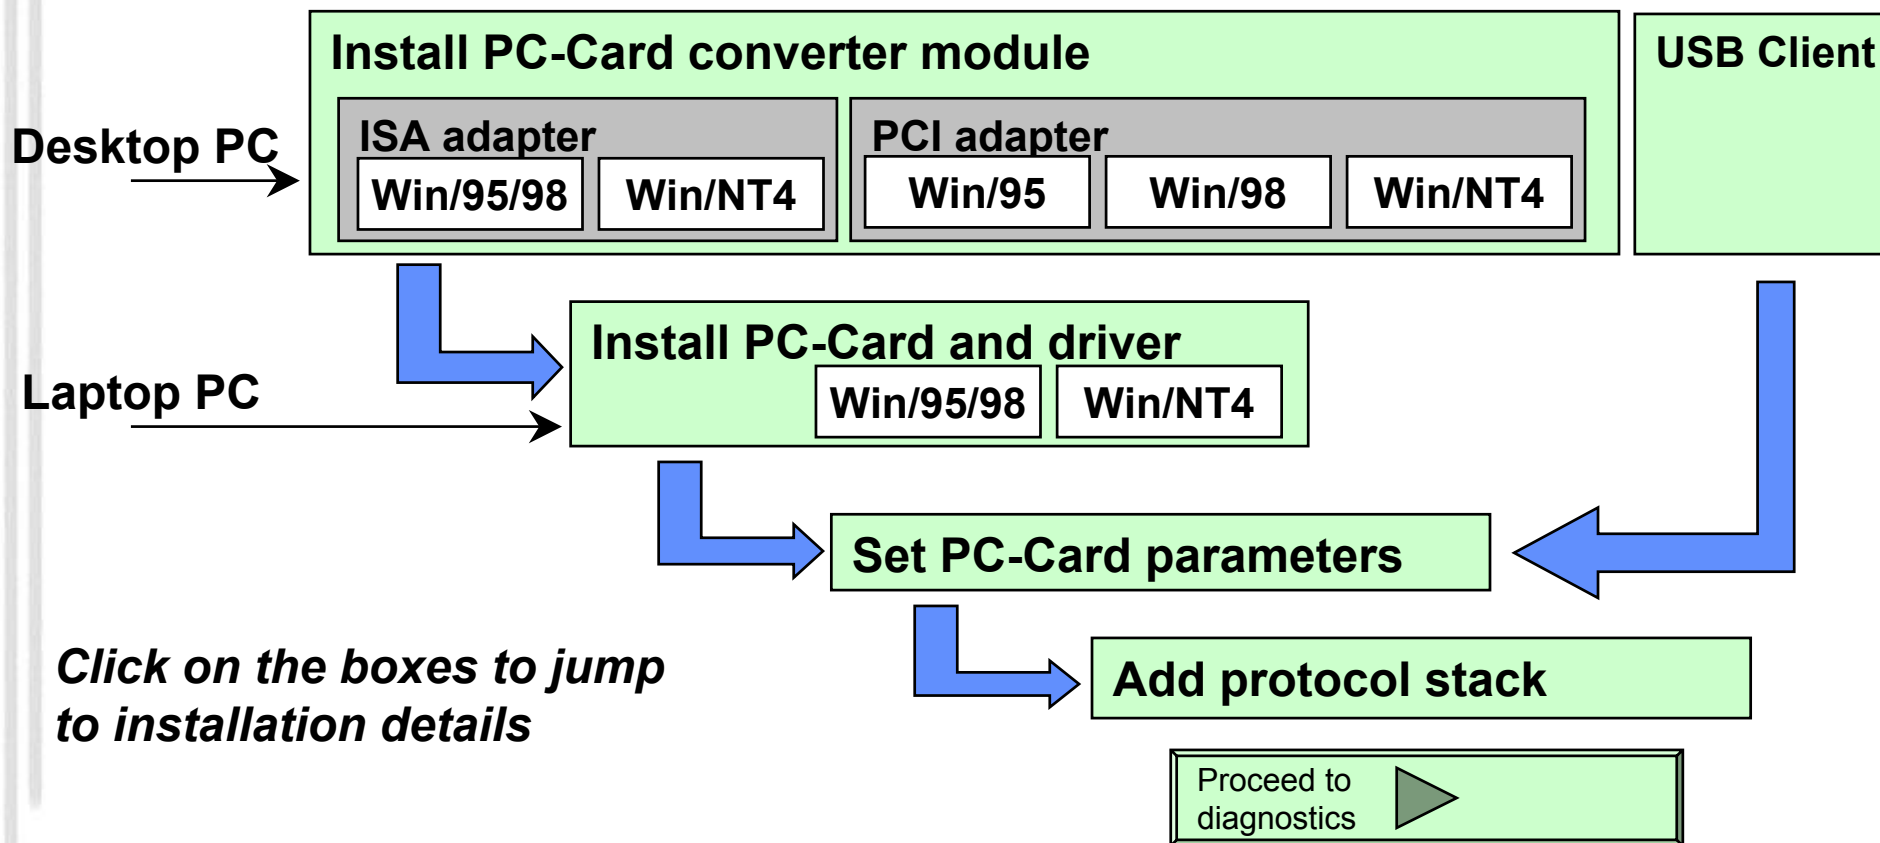 Install PC-Card converter module
USB Client
Desktop PC
ISA adapter
Win/95/98
Win/NT4
PCI adapter
Win/95
Win/98
Win/NT4
Install PC-Card and driver
Win/95/98
Win/NT4
Laptop PC
Set PC-Card parameters
Click on the boxes to jump
to installation details
Add protocol stack
Proceed to
diagnostics